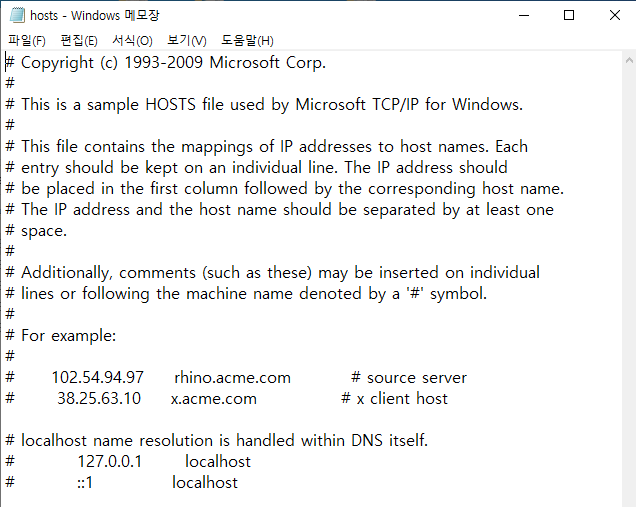 hosts - Windows 메모장
파일(F) 편집(E) 서식(O) 보기(V) 도움말(H)
# Copyright (c) 1993-2009 Microsoft Corp.
#
# This is a sample HOSTS file used by Microsoft TCP/IP for Windows.
#
# This file contains the mappings of IP addresses to host names. Each
# entry should be kept on an individual line. The IP address should
# be placed in the first column followed by the corresponding host name.
# The IP address and the host name should be separated by at least one
# space.
#
# Additionally, comments (such as these) may be inserted on individual
# lines or following the machine name denoted by a '#' symbol.
#
# For example:
#
# 102.54.94.97 rhino.acme.com # source server
# 38.25.63.10 x.acme.com # x client host

# localhost name resolution is handled within DNS itself.
# 127.0.0.1 localhost
# ::1 localhost